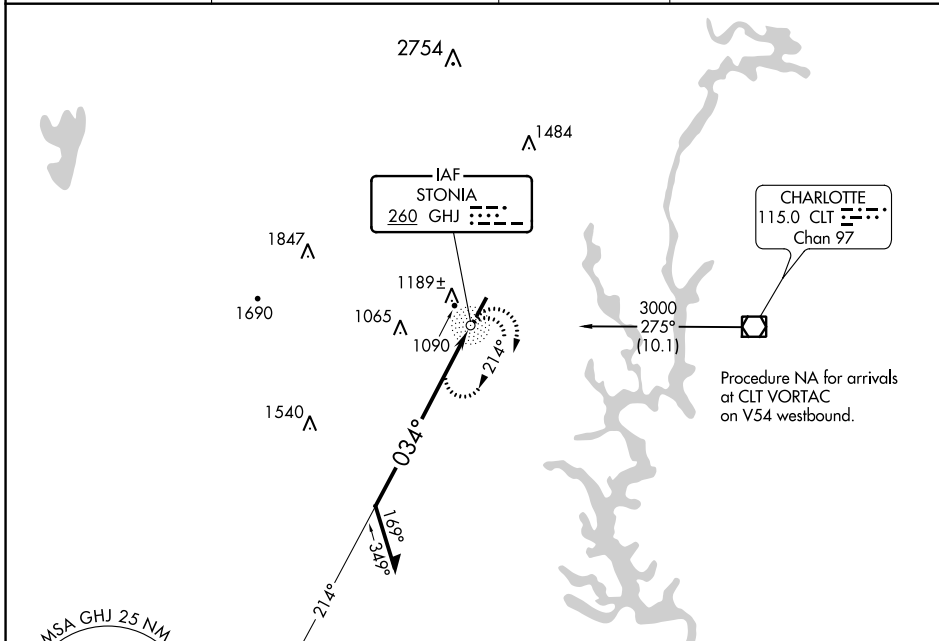 2754
1484
IAF
STONIA
260 GHJ
CHARLOTTE
115.0 CLT
Chan 97
1847
1189±
1690
1065
1090
3000
275°
(10.1)
214°
Procedure NA for arrivals
at CLT VORTAC
on V54 westbound.
1540
034°
169°
349°
214°
MSA GHJ 25 NM